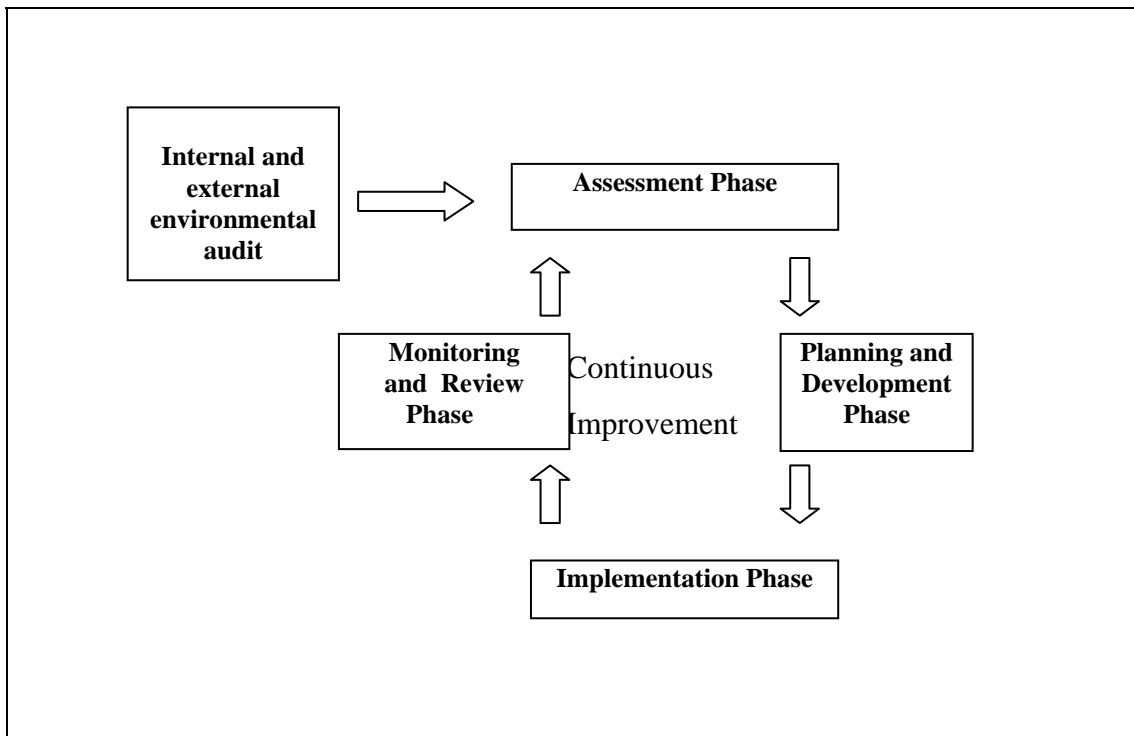 Internal and
external
environmental
audit
Assessment Phase
Monitoring
and Review
Phase
Continuous
Improvement
Planning and
Development
Phase
Implementation Phase